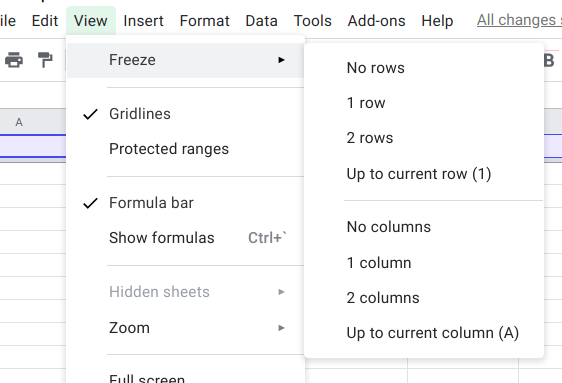 ile Edit View Insert Format Data Tools Add-ons Help All changes s
B
A
Freeze
Gridlines
Protected ranges
Formula bar
Show formulas Ctrl+`
Hidden sheets
Zoom
Full screen
No rows
1 row
2 rows
Up to current row (1)
No columns
1 column
2 columns
Up to current column (A)